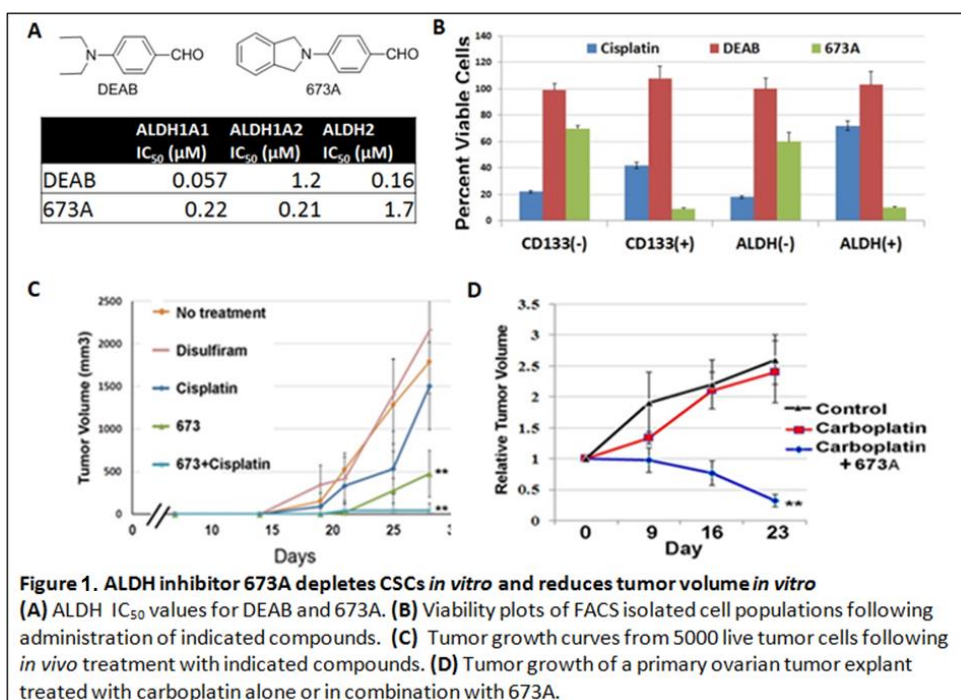 A
CHO
N
DEAB
N
CHO
673A
ALDH1A1 ALDH1A2 ALDH2
IC50 (μM) IC50 (μM) IC50 (μM)
DEAB 0.057 1.2 0.16
673A 0.22 0.21 1.7
B
Cisplatin DEAB 673A
Percent Viable Cells
140
120
100
80
60
40
20
0
CD133(-) CD133(+) ALDH(-) ALDH(+)
C
Tumor Volume (mm3)
2500
2000
1500
1000
500
0
No treatment
Disulfiram
Cisplatin
673
673+Cisplatin
**
**
0 10 15 20 25 3
Days
D
Relative Tumor Volume
3.5
3
2.5
2
1.5
1
0.5
0
Control
Carboplatin
Carboplatin
+ 673A
**
0 9 16 23
Day
Figure 1. ALDH inhibitor 673A depletes CSCs in vitro and reduces tumor volume in vitro
(A) ALDH IC50 values for DEAB and 673A. (B) Viability plots of FACS isolated cell populations following
administration of indicated compounds. (C) Tumor growth curves from 5000 live tumor cells following
in vivo treatment with indicated compounds. (D) Tumor growth of a primary ovarian tumor explant
treated with carboplatin alone or in combination with 673A.